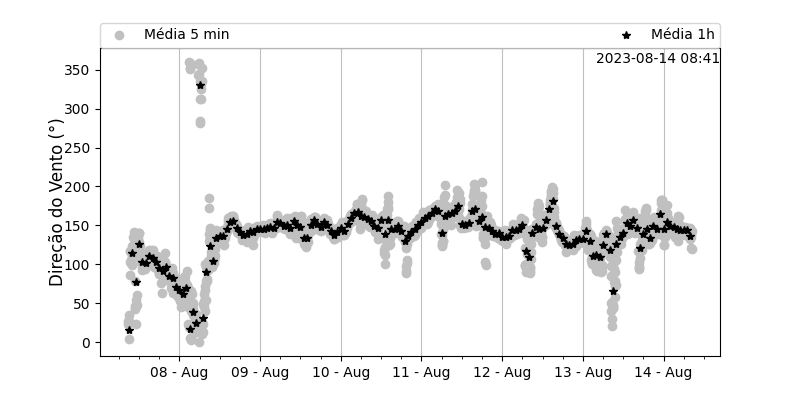 Média 5 min
Média 1h
2023-08-14 08:41
Direção do Vento (°)
350
300
250
200
150
100
50
0
08 - Aug
09 - Aug
10 - Aug
11 - Aug
12 - Aug
13 - Aug
14 - Aug